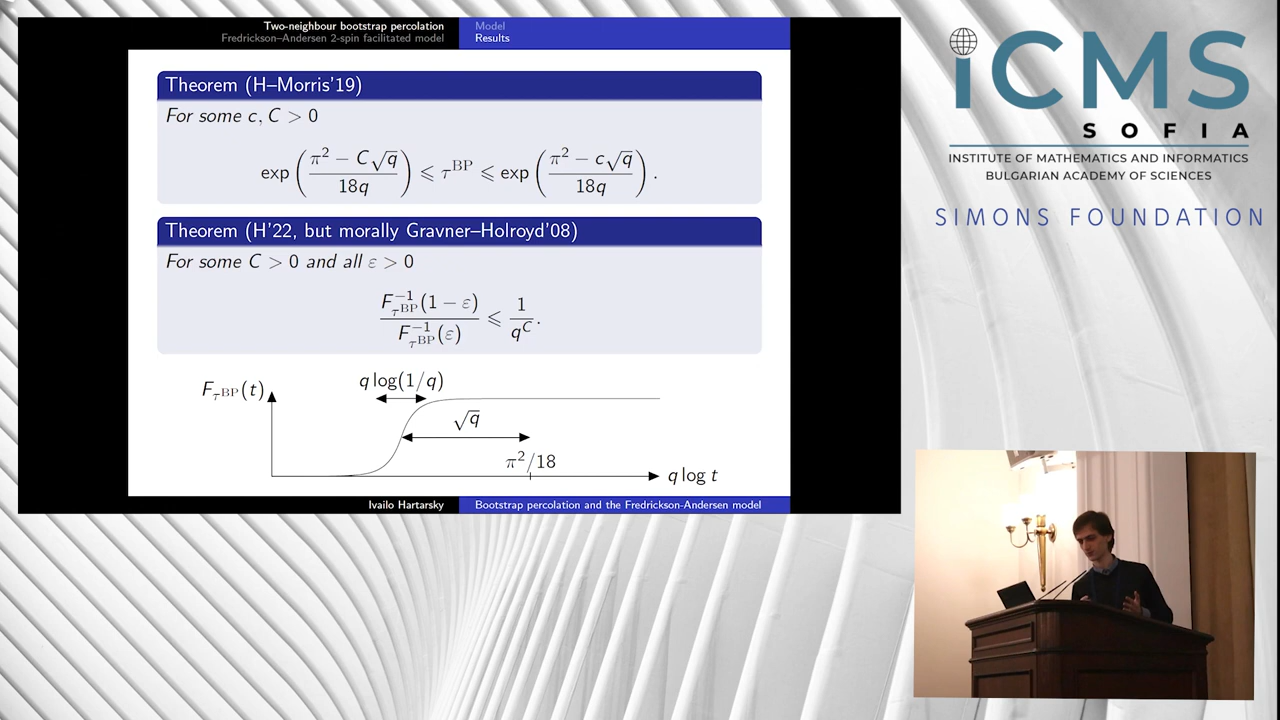 Two-neighbour bootstrap percolation
Fredrickson–Andersen 2-spin facilitated model
Model
Results
Theorem (H–Morris'19)
For some c, C > 0
exp ( π² − C√q / 18q ) ⩽ τ^BP ⩽ exp ( π² − c√q / 18q ) .
Theorem (H'22, but morally Gravner–Holroyd'08)
For some C > 0 and all ε > 0
F⁻¹_{τ^BP}(1 − ε) / F⁻¹_{τ^BP}(ε) ⩽ 1 / q^C .
F_{τ^BP}(t)
q log(1/q)
√q
π²/18
q log t
Ivailo Hartarsky
Bootstrap percolation and the Fredrickson-Andersen model
iCMS
SOFIA
INSTITUTE OF MATHEMATICS AND INFORMATICS
BULGARIAN ACADEMY OF SCIENCES
SIMONS FOUNDATION